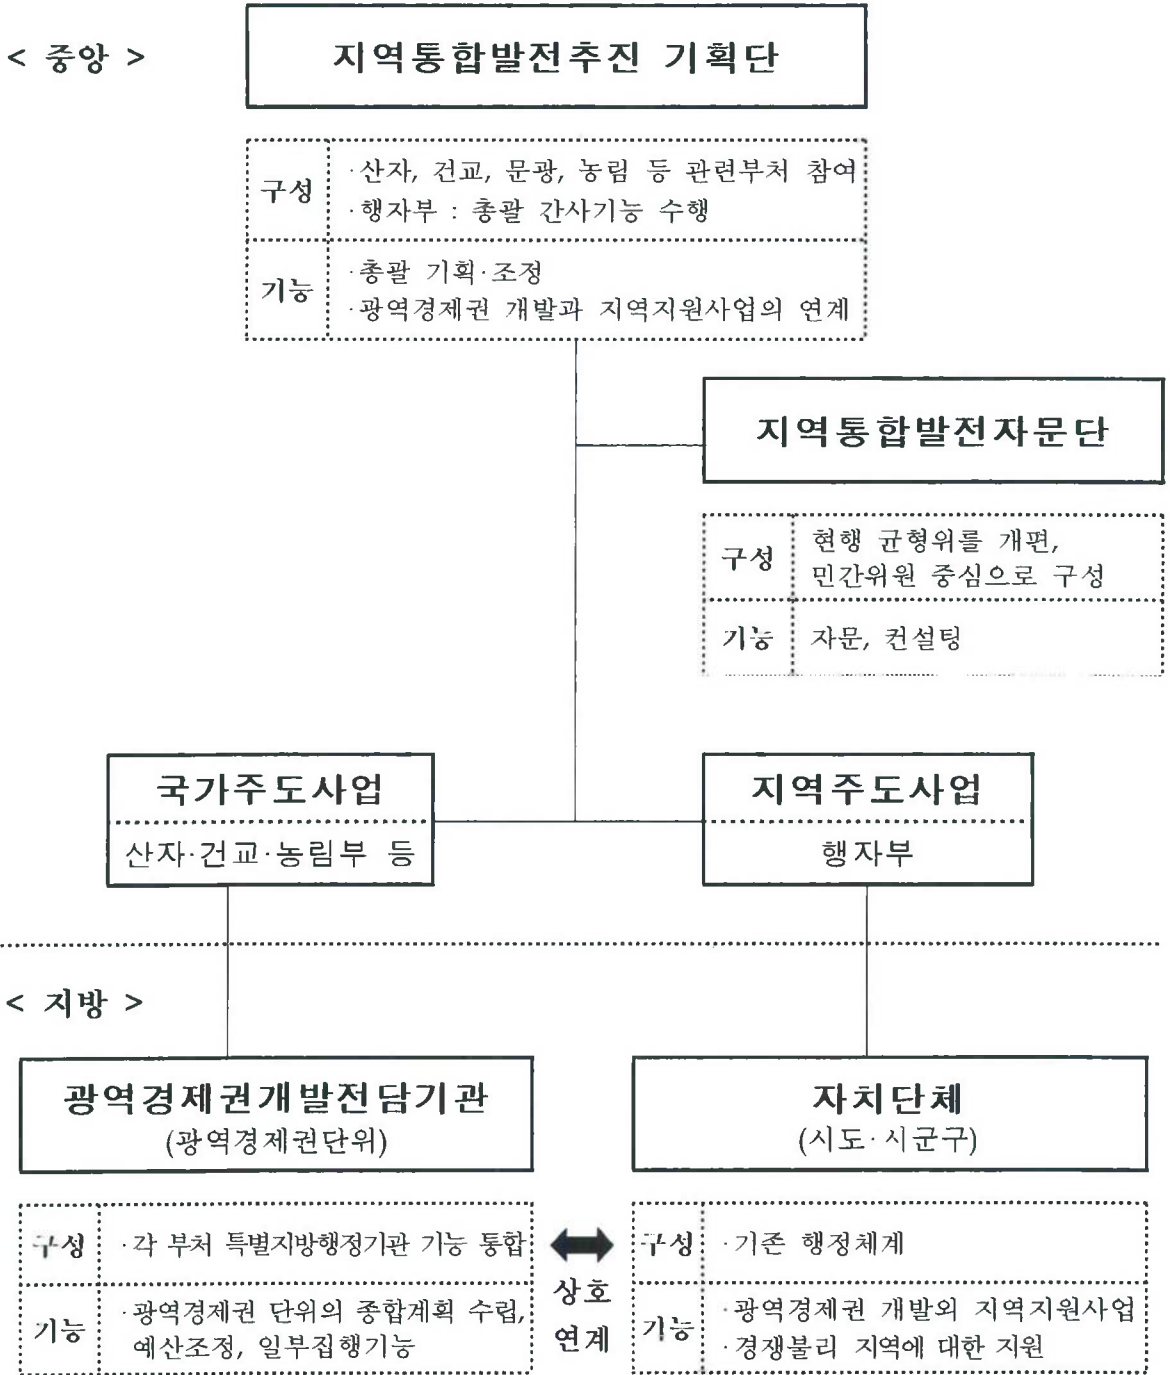 < 중앙 >
지역통합발전추진 기획단
구성
·산자, 건교, 문광, 농림 등 관련부처 참여
·행자부 : 총괄 간사기능 수행
기능
·총괄 기획·조정
·광역경제권 개발과 지역지원사업의 연계
지역통합발전자문단
구성
현행 균형위를 개편,
민간위원 중심으로 구성
기능
자문, 컨설팅
국가주도사업
산자·건교·농림부 등
지역주도사업
행자부
< 지방 >
광역경제권개발전담기관
(광역경제권단위)
자치단체
(시도·시군구)
구성
·각 부처 특별지방행정기관 기능 통합
기능
·광역경제권 단위의 종합계획 수립,
예산조정, 일부집행기능
상호
연계
구성
·기존 행정체계
기능
·광역경제권 개발외 지역지원사업
·경쟁불리 지역에 대한 지원